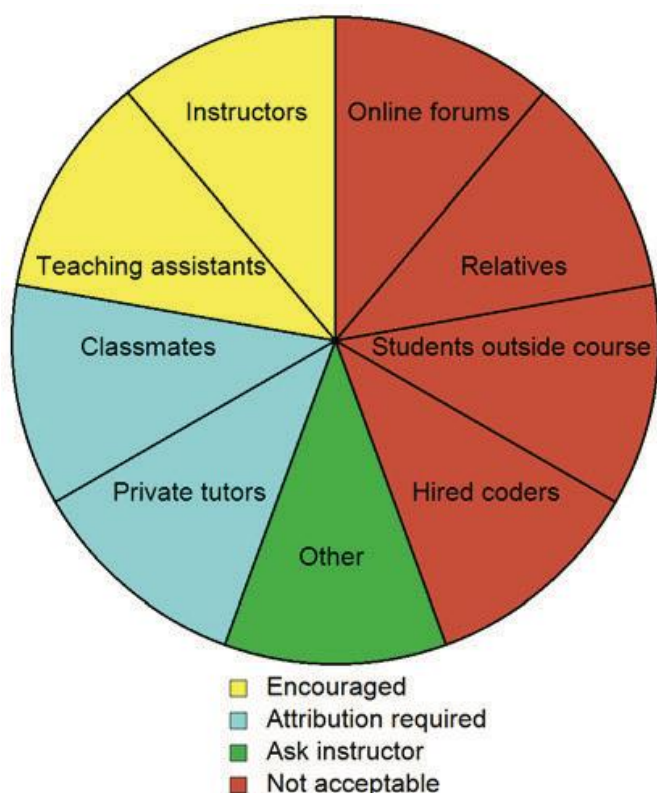 Instructors
Online forums
Teaching assistants
Relatives
Classmates
Students outside course
Private tutors
Hired coders
Other
Encouraged
Attribution required
Ask instructor
Not acceptable